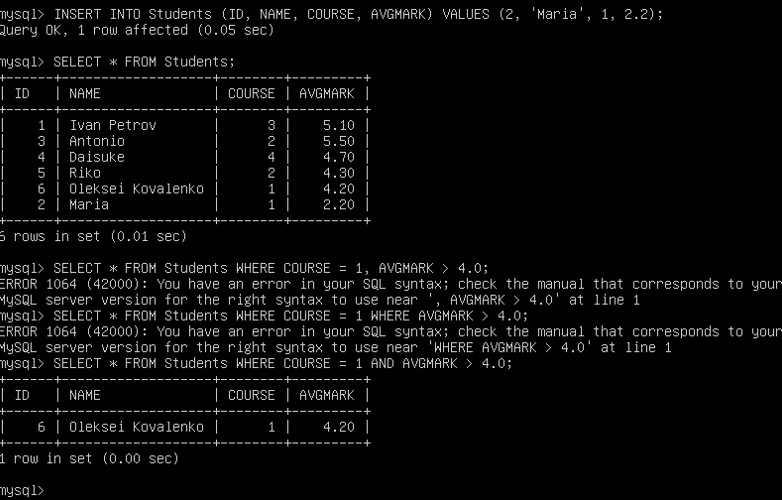 mysql> INSERT INTO Students (ID, NAME, COURSE, AVGMARK) VALUES (2, 'Maria', 1, 2.2);
Query OK, 1 row affected (0.05 sec)
mysql> SELECT * FROM Students;
+------+------------------+--------+---------+
| ID   | NAME             | COURSE | AVGMARK |
+------+------------------+--------+---------+
|    1 | Ivan Petrov      |      3 |    5.10 |
|    3 | Antonio          |      2 |    5.50 |
|    4 | Daisuke          |      4 |    4.70 |
|    5 | Riko             |      2 |    4.30 |
|    6 | Oleksei Kovalenko |      1 |    4.20 |
|    2 | Maria            |      1 |    2.20 |
+------+------------------+--------+---------+
6 rows in set (0.01 sec)
mysql> SELECT * FROM Students WHERE COURSE = 1, AVGMARK > 4.0;
ERROR 1064 (42000): You have an error in your SQL syntax; check the manual that corresponds to your
MySQL server version for the right syntax to use near ', AVGMARK > 4.0' at line 1
mysql> SELECT * FROM Students WHERE COURSE = 1 WHERE AVGMARK > 4.0;
ERROR 1064 (42000): You have an error in your SQL syntax; check the manual that corresponds to your
MySQL server version for the right syntax to use near 'WHERE AVGMARK > 4.0' at line 1
mysql> SELECT * FROM Students WHERE COURSE = 1 AND AVGMARK > 4.0;
+------+------------------+--------+---------+
| ID   | NAME             | COURSE | AVGMARK |
+------+------------------+--------+---------+
|    6 | Oleksei Kovalenko |      1 |    4.20 |
+------+------------------+--------+---------+
1 row in set (0.00 sec)
mysql>